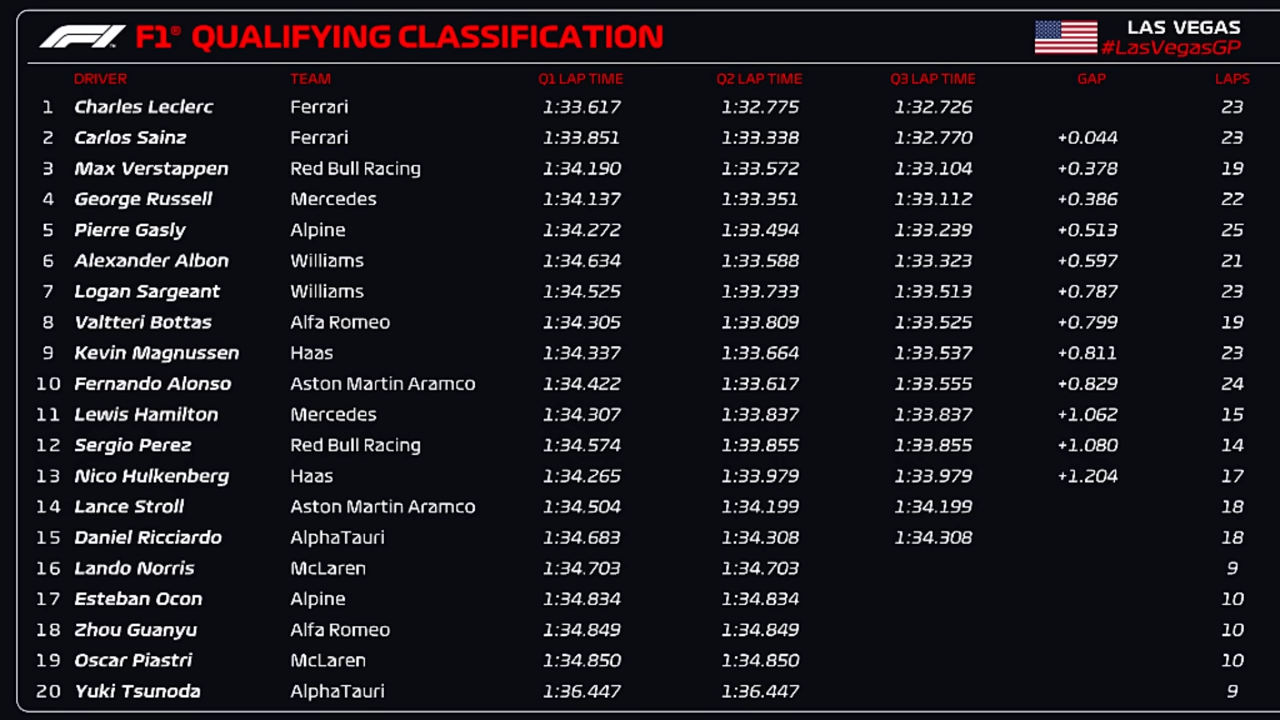 F1® QUALIFYING CLASSIFICATION
LAS VEGAS
#LasVegasGP
DRIVER TEAM Q1 LAP TIME Q2 LAP TIME Q3 LAP TIME GAP LAPS
1 Charles Leclerc Ferrari 1:33.617 1:32.775 1:32.726 23
2 Carlos Sainz Ferrari 1:33.851 1:33.338 1:32.770 +0.044 23
3 Max Verstappen Red Bull Racing 1:34.190 1:33.572 1:33.104 +0.378 19
4 George Russell Mercedes 1:34.137 1:33.351 1:33.112 +0.386 22
5 Pierre Gasly Alpine 1:34.272 1:33.494 1:33.239 +0.513 25
6 Alexander Albon Williams 1:34.634 1:33.588 1:33.323 +0.597 21
7 Logan Sargeant Williams 1:34.525 1:33.733 1:33.513 +0.787 23
8 Valtteri Bottas Alfa Romeo 1:34.305 1:33.809 1:33.525 +0.799 19
9 Kevin Magnussen Haas 1:34.337 1:33.664 1:33.537 +0.811 23
10 Fernando Alonso Aston Martin Aramco 1:34.422 1:33.617 1:33.555 +0.829 24
11 Lewis Hamilton Mercedes 1:34.307 1:33.837 1:33.837 +1.062 15
12 Sergio Perez Red Bull Racing 1:34.574 1:33.855 1:33.855 +1.080 14
13 Nico Hulkenberg Haas 1:34.265 1:33.979 1:33.979 +1.204 17
14 Lance Stroll Aston Martin Aramco 1:34.504 1:34.199 1:34.199 18
15 Daniel Ricciardo AlphaTauri 1:34.683 1:34.308 1:34.308 18
16 Lando Norris McLaren 1:34.703 1:34.703 9
17 Esteban Ocon Alpine 1:34.834 1:34.834 10
18 Zhou Guanyu Alfa Romeo 1:34.849 1:34.849 10
19 Oscar Piastri McLaren 1:34.850 1:34.850 10
20 Yuki Tsunoda AlphaTauri 1:36.447 1:36.447 9